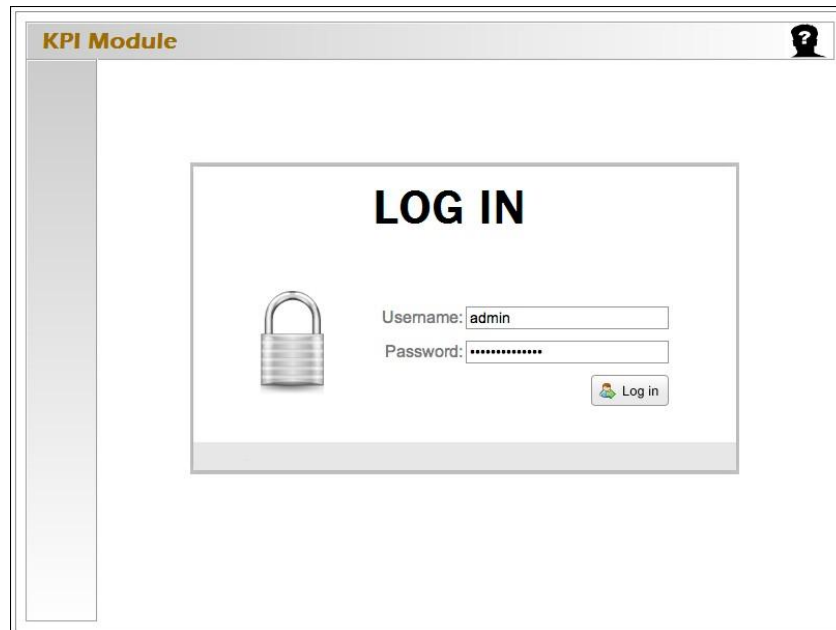 KPI Module
?
LOG IN
Username: admin
Password: ••••••••••••••
Log in